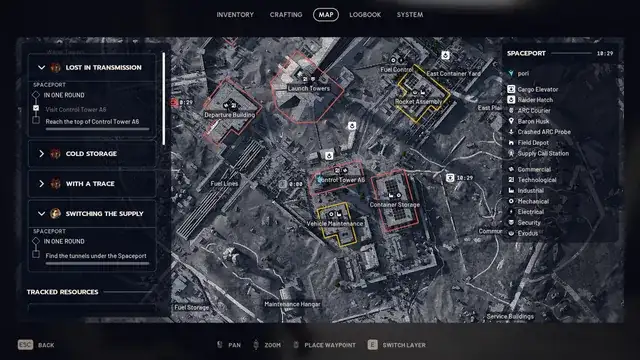 INVENTORY
CRAFTING
MAP
LOGBOOK
SYSTEM
LOST IN TRANSMISSION
SPACEPORT
IN ONE ROUND
Visit Control Tower A6
Reach the top of Control Tower A6
COLD STORAGE
WITH A TRACE
SWITCHING THE SUPPLY
SPACEPORT
IN ONE ROUND
Find the tunnels under the Spaceport
TRACKED RESOURCES
Fuel Control
East Container Yard
Launch Towers
Rocket Assembly
Departure Building
East Plain
Control Tower A6
Fuel Lines
0:00
10:29
Container Storage
Vehicle Maintenance
Commun
Fuel Storage
Maintenance Hangar
Service Buildings
SPACEPORT 10:29
pori
Cargo Elevator
Raider Hatch
ARC Courier
Baron Husk
Crashed ARC Probe
Field Depot
Supply Call Station
Commercial
Technological
Industrial
Mechanical
Electrical
Security
Exodus
ESC BACK
PAN
ZOOM
PLACE WAYPOINT
SWITCH LAYER